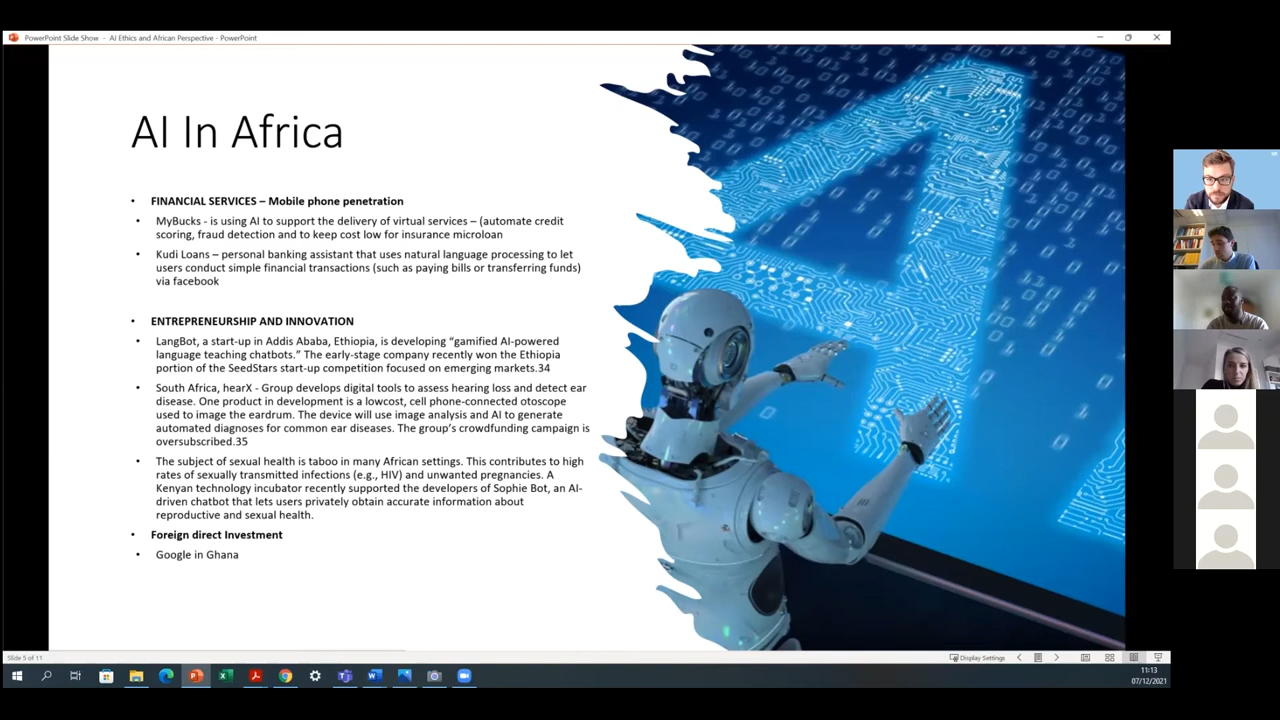 PowerPoint Slide Show - AI Ethics and African Perspective - PowerPoint
AI In Africa
• FINANCIAL SERVICES – Mobile phone penetration
• MyBucks - is using AI to support the delivery of virtual services – (automate credit
scoring, fraud detection and to keep cost low for insurance microloan
• Kudi Loans – personal banking assistant that uses natural language processing to let
users conduct simple financial transactions (such as paying bills or transferring funds)
via facebook
• ENTREPRENEURSHIP AND INNOVATION
• LangBot, a start-up in Addis Ababa, Ethiopia, is developing “gamified AI-powered
language teaching chatbots.” The early-stage company recently won the Ethiopia
portion of the SeedStars start-up competition focused on emerging markets.34
• South Africa, hearX - Group develops digital tools to assess hearing loss and detect ear
disease. One product in development is a lowcost, cell phone-connected otoscope
used to image the eardrum. The device will use image analysis and AI to generate
automated diagnoses for common ear diseases. The group’s crowdfunding campaign is
oversubscribed.35
• The subject of sexual health is taboo in many African settings. This contributes to high
rates of sexually transmitted infections (e.g., HIV) and unwanted pregnancies. A
Kenyan technology incubator recently supported the developers of Sophie Bot, an AI-
driven chatbot that lets users privately obtain accurate information about
reproductive and sexual health.
• Foreign direct Investment
• Google in Ghana
Slide 5 of 11
Display Settings
11:13
07/12/2021